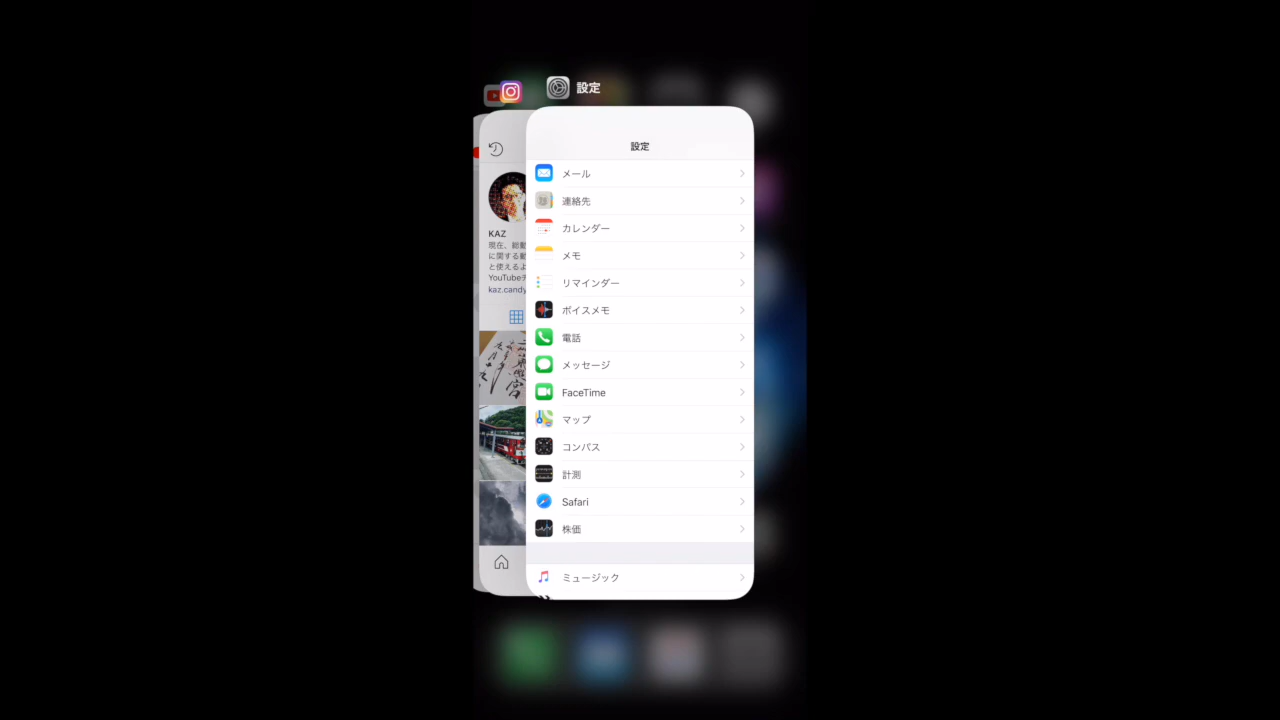 設定
設定
メール
連絡先
カレンダー
メモ
リマインダー
ボイスメモ
電話
メッセージ
FaceTime
マップ
コンパス
計測
Safari
株価
ミュージック
KAZ
現在、総動
に関する動
と使えるよ
YouTubeチ
kaz.candy